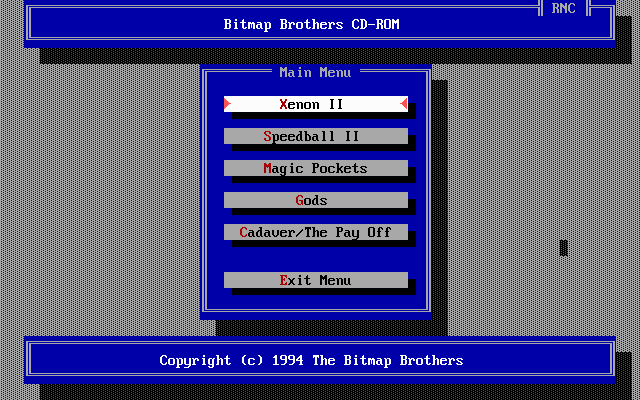 RNC
Bitmap Brothers CD-ROM
Main Menu
Xenon II
Speedball II
Magic Pockets
Gods
Cadaver/The Pay Off
Exit Menu
Copyright (c) 1994 The Bitmap Brothers